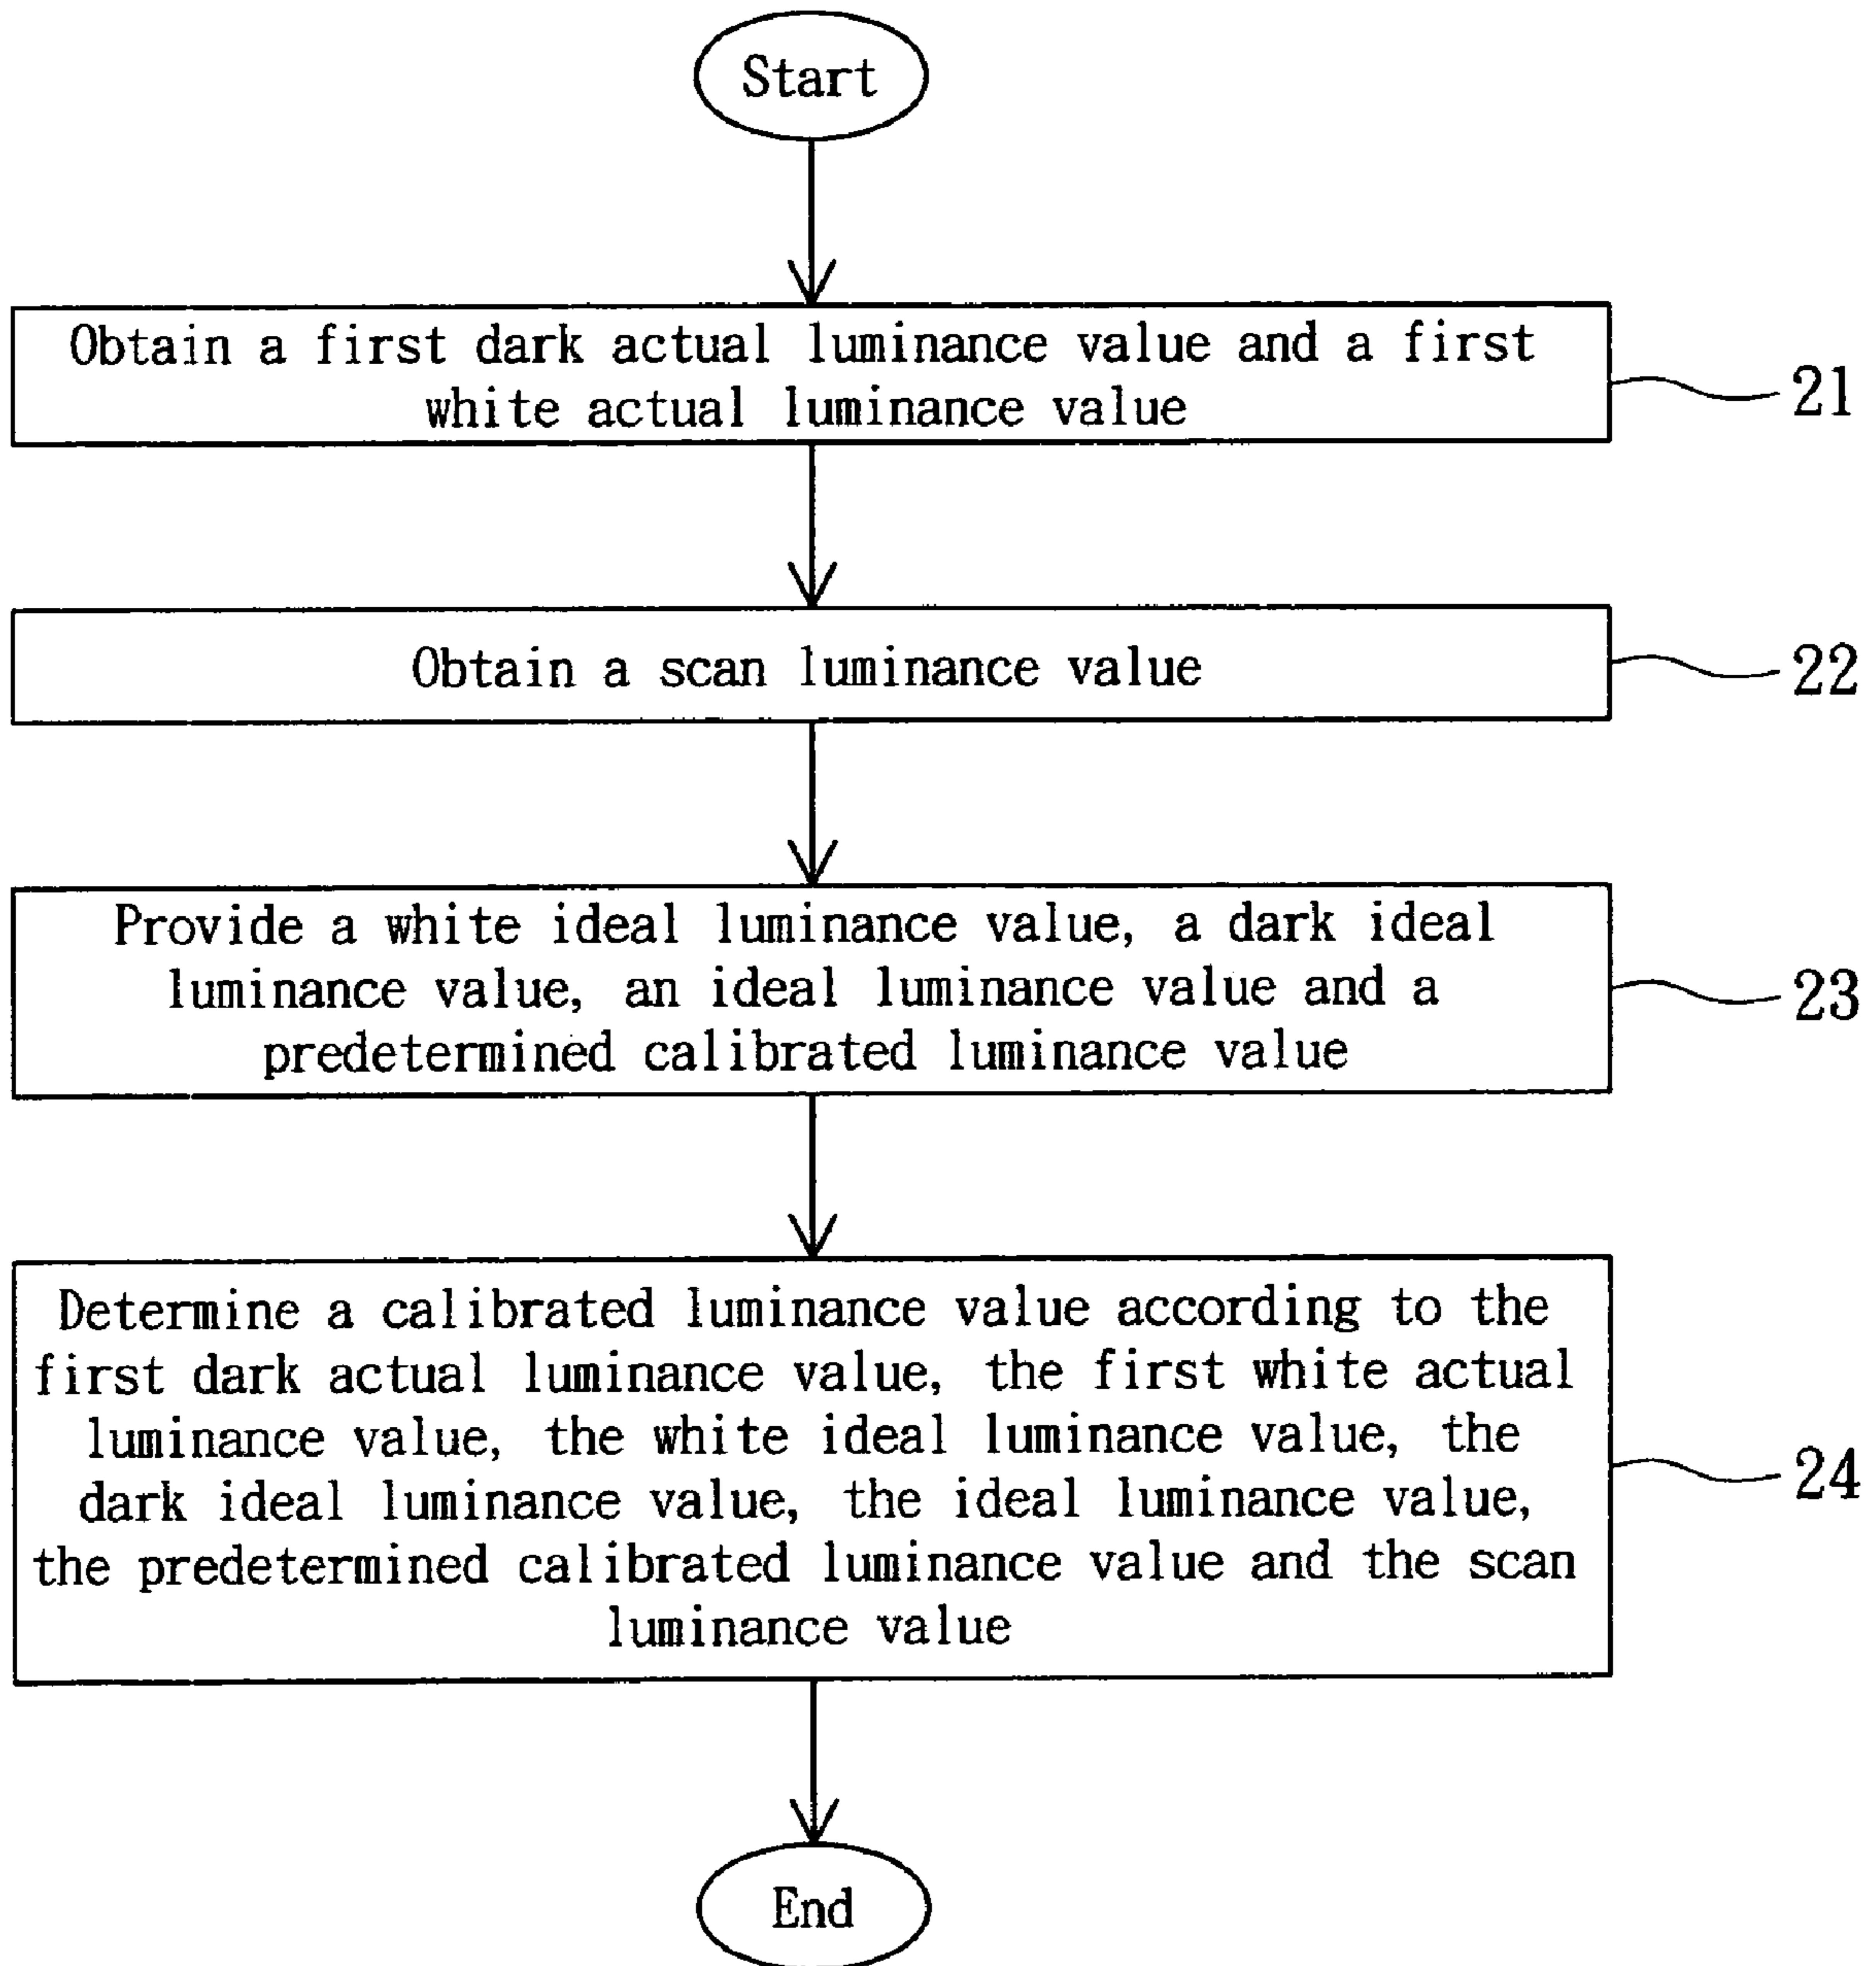 Start
Obtain a first dark actual luminance value and a first
white actual luminance value
21
Obtain a scan luminance value
22
Provide a white ideal luminance value, a dark ideal
luminance value, an ideal luminance value and a
predetermined calibrated luminance value
23
Determine a calibrated luminance value according to the
first dark actual luminance value, the first white actual
luminance value, the white ideal luminance value, the
dark ideal luminance value, the ideal luminance value,
the predetermined calibrated luminance value and the scan
luminance value
24
End